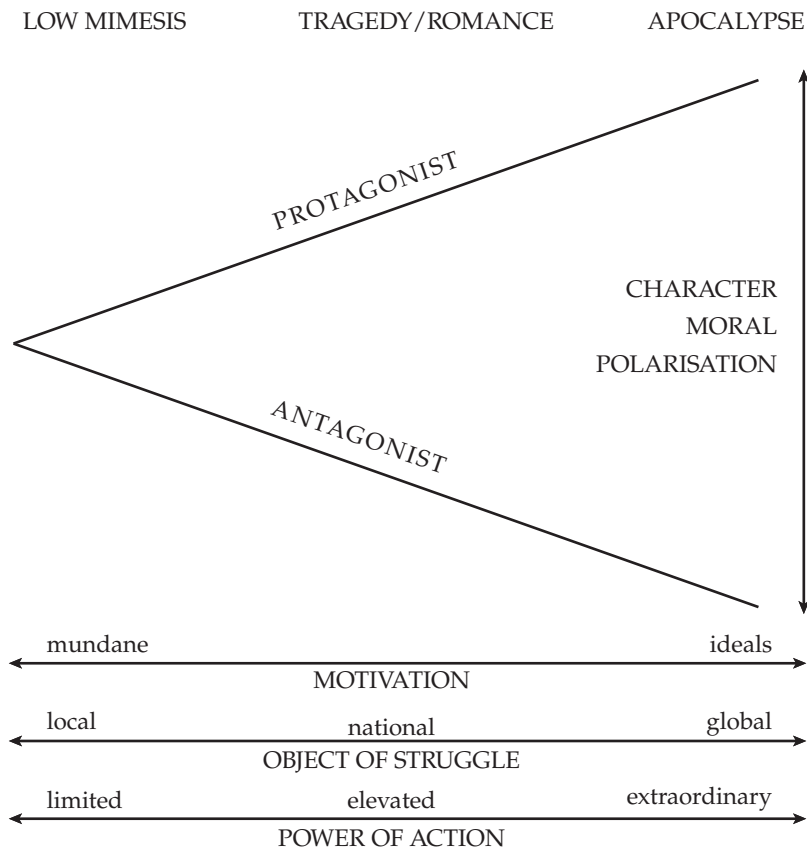 LOW MIMESIS TRAGEDY/ROMANCE APOCALYPSE
PROTAGONIST
CHARACTER
MORAL
POLARISATION
ANTAGONIST
mundane ideals
MOTIVATION
local national global
OBJECT OF STRUGGLE
limited elevated extraordinary
POWER OF ACTION